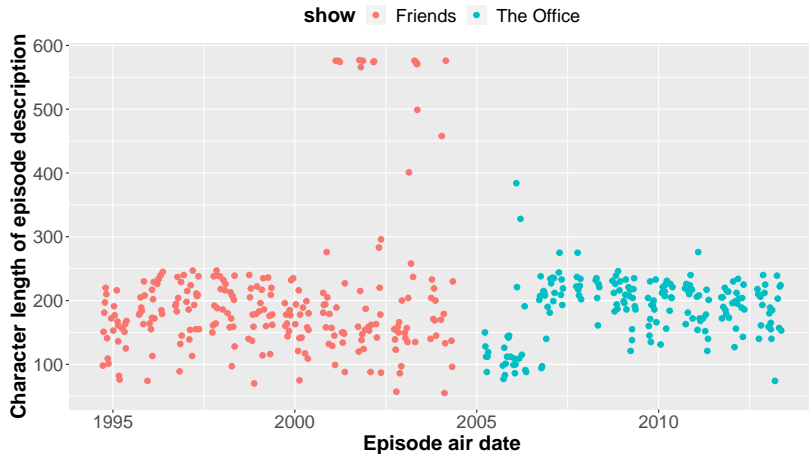 show Friends The Office
Character length of episode description
600
500
400
300
200
100
1995 2000 2005 2010
Episode air date